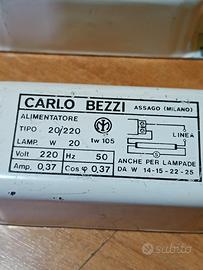 CARLO BEZZI ASSAGO (MILANO)
ALIMENTATORE
TIPO 20/220
LAMP. W 20 tw 105 LINEA
Volt 220 Hz 50 ANCHE PER LAMPADE
Amp. 0,37 Cos φ 0,37 DA W 14-15-22-25
subito